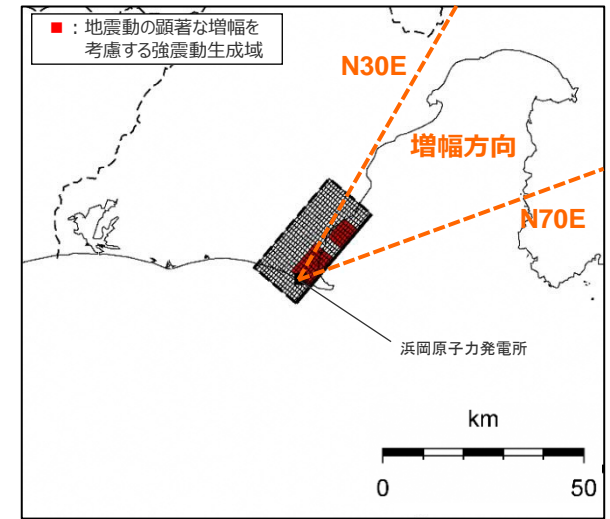 ■ : 地震動の顕著な増幅を
考慮する強震動生成域
N30E
増幅方向
N70E
浜岡原子力発電所
km
0 50